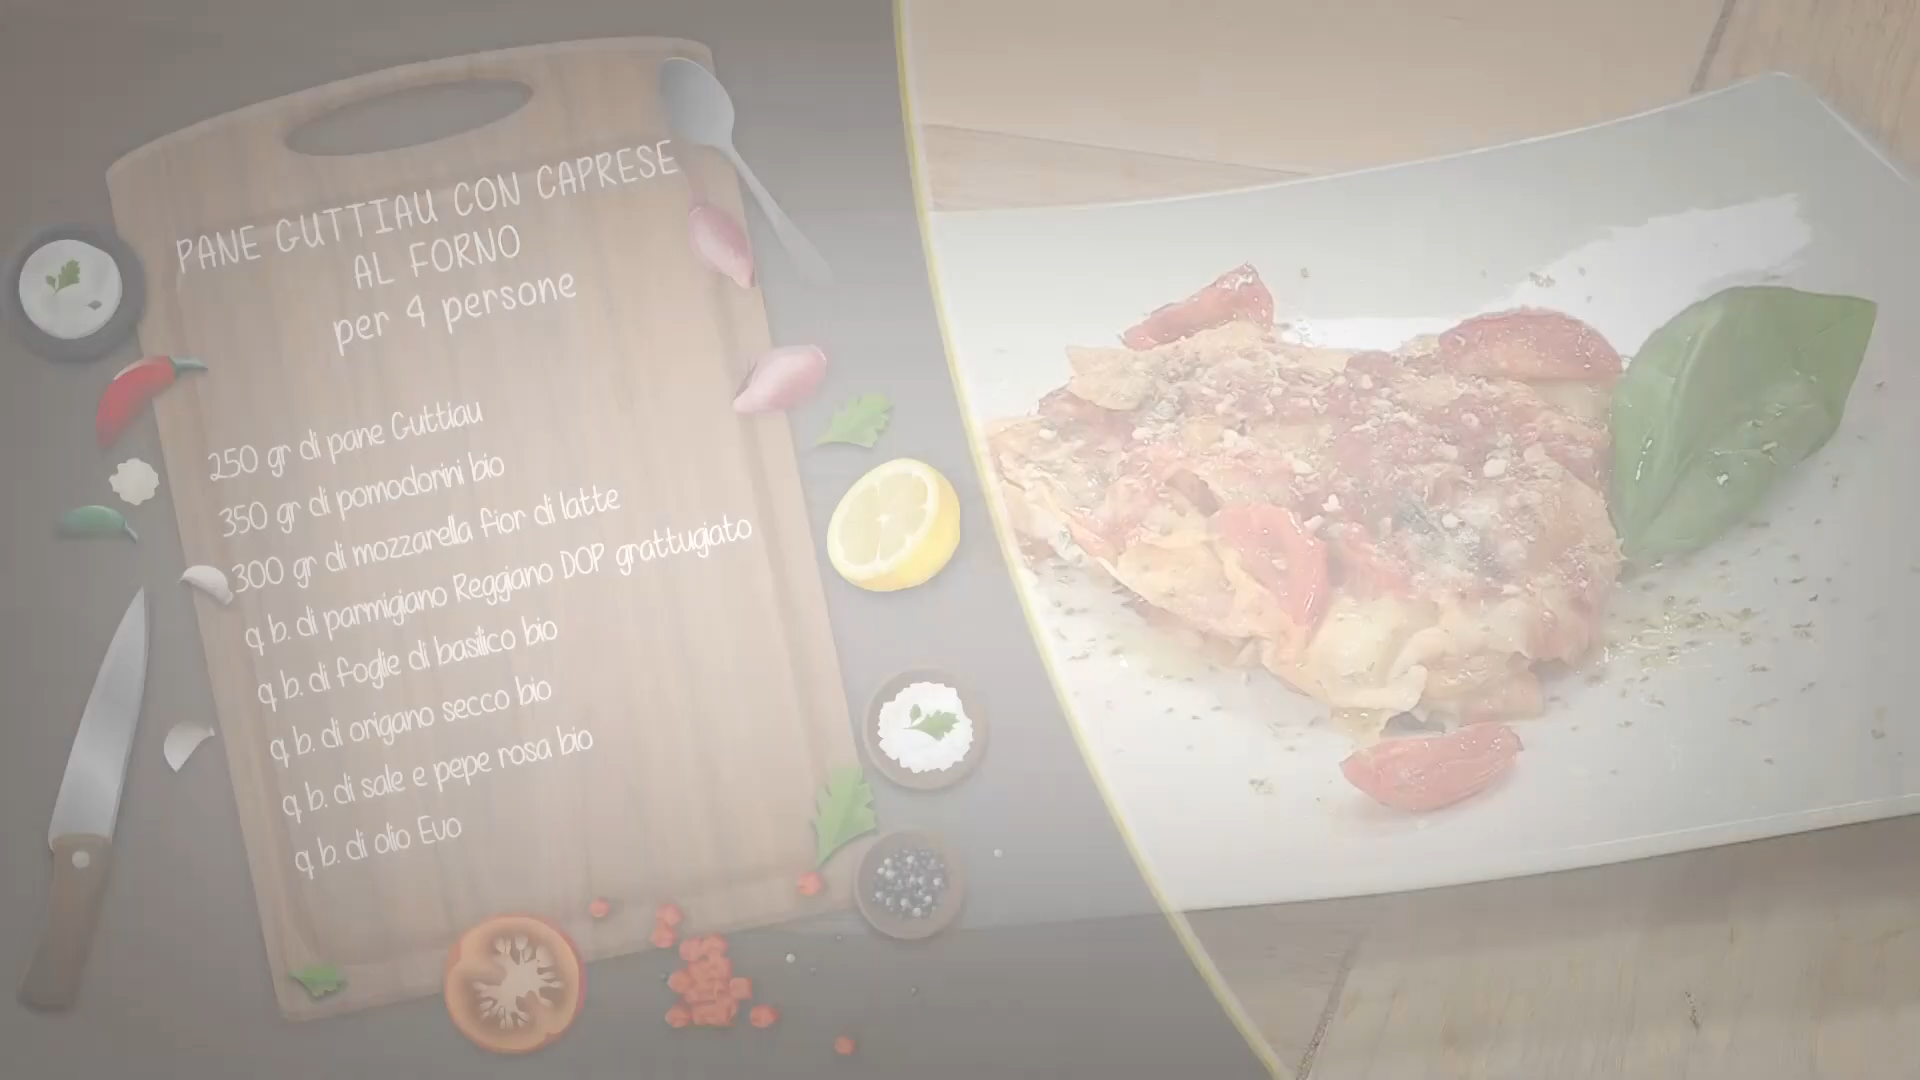 PANE GUTTIAU CON CAPRESE
AL FORNO
per 4 persone
250 gr di pane Guttiau
350 gr di pomodorini bio
300 gr di mozzarella fior di latte
q. b. di parmigiano Reggiano DOP grattugiato
q. b. di foglie di basilico bio
q. b. di origano secco bio
q. b. di sale e pepe rosa bio
q. b. di olio Evo